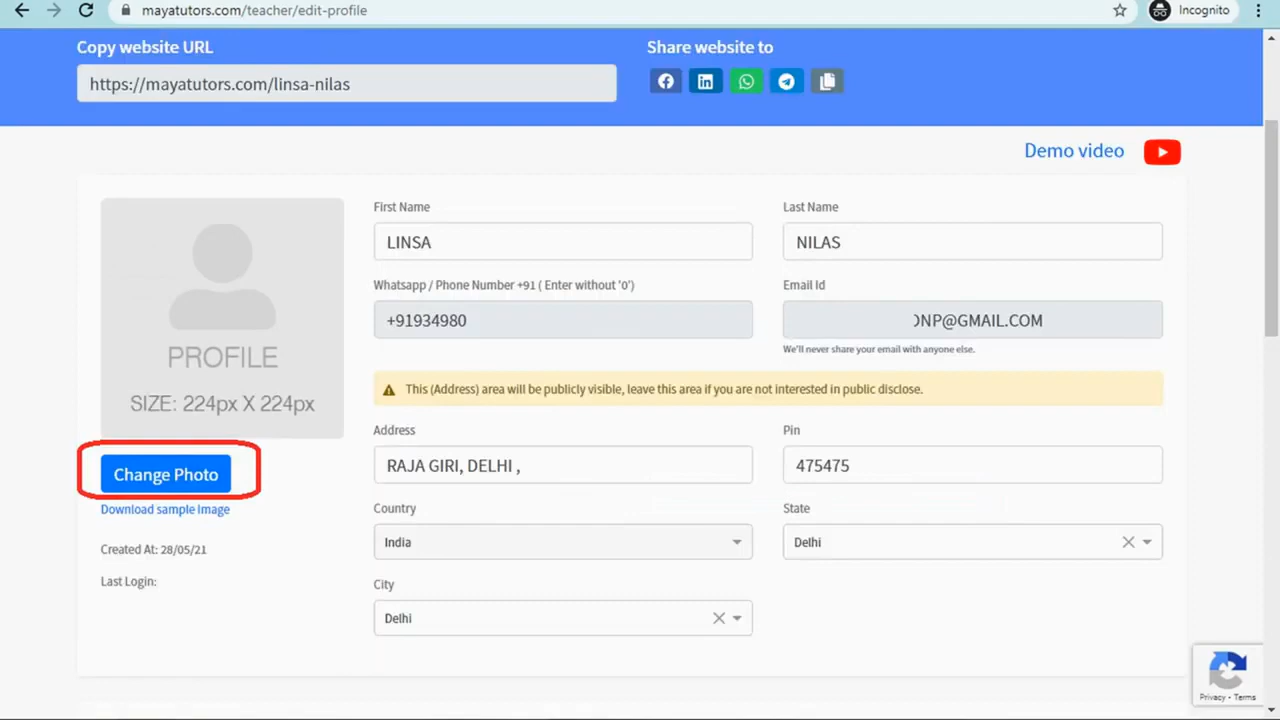 mayatutors.com/teacher/edit-profile
Incognito
Copy website URL
Share website to
https://mayatutors.com/linsa-nilas
Demo video
First Name
Last Name
LINSA
NILAS
Whatsapp / Phone Number +91 ( Enter without '0')
Email Id
+91934980
NP@GMAIL.COM
We'll never share your email with anyone else.
PROFILE
SIZE: 224px X 224px
This (Address) area will be publicly visible, leave this area if you are not interested in public disclose.
Address
Pin
RAJA GIRI, DELHI ,
475475
Change Photo
Download sample Image
Country
State
India
Delhi
Created At: 28/05/21
Last Login:
City
Delhi
Privacy - Terms